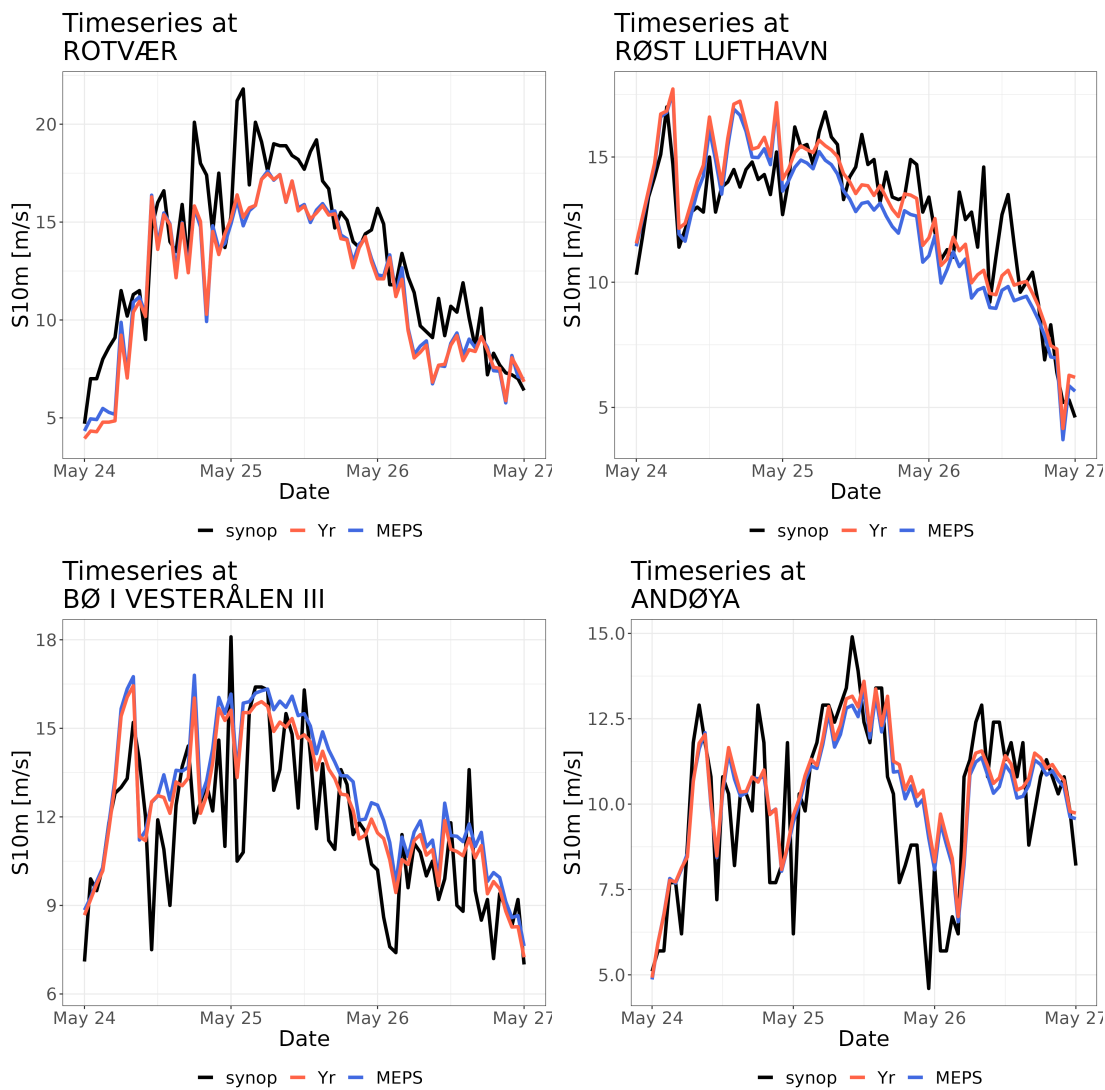 Timeseries at
ROTVÆR
S10m [m/s]
20
15
10
5
May 24 May 25 May 26 May 27
Date
synop Yr MEPS
Timeseries at
RØST LUFTHAVN
S10m [m/s]
15
10
5
May 24 May 25 May 26 May 27
Date
synop Yr MEPS
Timeseries at
BØ I VESTERÅLEN III
S10m [m/s]
18
15
12
9
6
May 24 May 25 May 26 May 27
Date
synop Yr MEPS
Timeseries at
ANDØYA
S10m [m/s]
15.0
12.5
10.0
7.5
5.0
May 24 May 25 May 26 May 27
Date
synop Yr MEPS